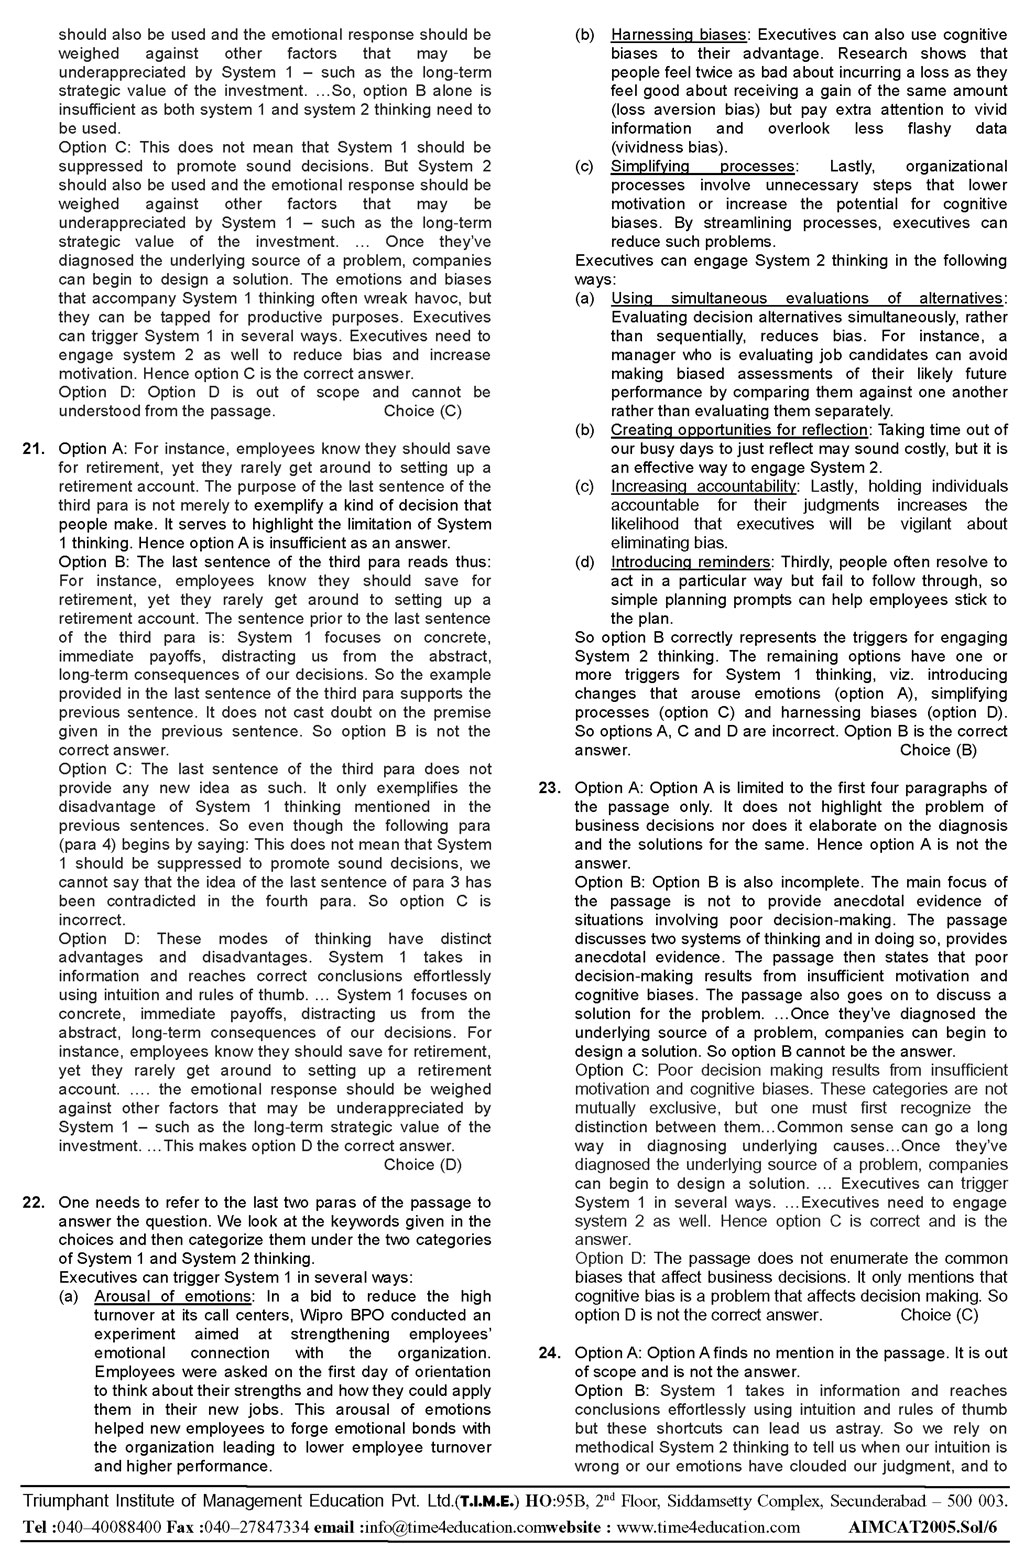 should also be used and the emotional response should be
weighed against other factors that may be
underappreciated by System 1 – such as the long-term
strategic value of the investment. …So, option B alone is
insufficient as both system 1 and system 2 thinking need to
be used.
Option C: This does not mean that System 1 should be
suppressed to promote sound decisions. But System 2
should also be used and the emotional response should be
weighed against other factors that may be
underappreciated by System 1 – such as the long-term
strategic value of the investment. … Once they've
diagnosed the underlying source of a problem, companies
can begin to design a solution. The emotions and biases
that accompany System 1 thinking often wreak havoc, but
they can be tapped for productive purposes. Executives
can trigger System 1 in several ways. Executives need to
engage system 2 as well to reduce bias and increase
motivation. Hence option C is the correct answer.
Option D: Option D is out of scope and cannot be
understood from the passage. Choice (C)
21. Option A: For instance, employees know they should save
for retirement, yet they rarely get around to setting up a
retirement account. The purpose of the last sentence of the
third para is not merely to exemplify a kind of decision that
people make. It serves to highlight the limitation of System
1 thinking. Hence option A is insufficient as an answer.
Option B: The last sentence of the third para reads thus:
For instance, employees know they should save for
retirement, yet they rarely get around to setting up a
retirement account. The sentence prior to the last sentence
of the third para is: System 1 focuses on concrete,
immediate payoffs, distracting us from the abstract,
long-term consequences of our decisions. So the example
provided in the last sentence of the third para supports the
previous sentence. It does not cast doubt on the premise
given in the previous sentence. So option B is not the
correct answer.
Option C: The last sentence of the third para does not
provide any new idea as such. It only exemplifies the
disadvantage of System 1 thinking mentioned in the
previous sentences. So even though the following para
(para 4) begins by saying: This does not mean that System
1 should be suppressed to promote sound decisions, we
cannot say that the idea of the last sentence of para 3 has
been contradicted in the fourth para. So option C is
incorrect.
Option D: These modes of thinking have distinct
advantages and disadvantages. System 1 takes in
information and reaches correct conclusions effortlessly
using intuition and rules of thumb. … System 1 focuses on
concrete, immediate payoffs, distracting us from the
abstract, long-term consequences of our decisions. For
instance, employees know they should save for retirement,
yet they rarely get around to setting up a retirement
account. …. the emotional response should be weighed
against other factors that may be underappreciated by
System 1 – such as the long-term strategic value of the
investment. …This makes option D the correct answer.
Choice (D)
22. One needs to refer to the last two paras of the passage to
answer the question. We look at the keywords given in the
choices and then categorize them under the two categories
of System 1 and System 2 thinking.
Executives can trigger System 1 in several ways:
(a) Arousal of emotions: In a bid to reduce the high
turnover at its call centers, Wipro BPO conducted an
experiment aimed at strengthening employees'
emotional connection with the organization.
Employees were asked on the first day of orientation
to think about their strengths and how they could apply
them in their new jobs. This arousal of emotions
helped new employees to forge emotional bonds with
the organization leading to lower employee turnover
and higher performance.
(b) Harnessing biases: Executives can also use cognitive
biases to their advantage. Research shows that
people feel twice as bad about incurring a loss as they
feel good about receiving a gain of the same amount
(loss aversion bias) but pay extra attention to vivid
information and overlook less flashy data
(vividness bias).
(c) Simplifying processes: Lastly, organizational
processes involve unnecessary steps that lower
motivation or increase the potential for cognitive
biases. By streamlining processes, executives can
reduce such problems.
Executives can engage System 2 thinking in the following
ways:
(a) Using simultaneous evaluations of alternatives:
Evaluating decision alternatives simultaneously, rather
than sequentially, reduces bias. For instance, a
manager who is evaluating job candidates can avoid
making biased assessments of their likely future
performance by comparing them against one another
rather than evaluating them separately.
(b) Creating opportunities for reflection: Taking time out of
our busy days to just reflect may sound costly, but it is
an effective way to engage System 2.
(c) Increasing accountability: Lastly, holding individuals
accountable for their judgments increases the
likelihood that executives will be vigilant about
eliminating bias.
(d) Introducing reminders: Thirdly, people often resolve to
act in a particular way but fail to follow through, so
simple planning prompts can help employees stick to
the plan.
So option B correctly represents the triggers for engaging
System 2 thinking. The remaining options have one or
more triggers for System 1 thinking, viz. introducing
changes that arouse emotions (option A), simplifying
processes (option C) and harnessing biases (option D).
So options A, C and D are incorrect. Option B is the correct
answer. Choice (B)
23. Option A: Option A is limited to the first four paragraphs of
the passage only. It does not highlight the problem of
business decisions nor does it elaborate on the diagnosis
and the solutions for the same. Hence option A is not the
answer.
Option B: Option B is also incomplete. The main focus of
the passage is not to provide anecdotal evidence of
situations involving poor decision-making. The passage
discusses two systems of thinking and in doing so, provides
anecdotal evidence. The passage then states that poor
decision-making results from insufficient motivation and
cognitive biases. The passage also goes on to discuss a
solution for the problem. …Once they've diagnosed the
underlying source of a problem, companies can begin to
design a solution. So option B cannot be the answer.
Option C: Poor decision making results from insufficient
motivation and cognitive biases. These categories are not
mutually exclusive, but one must first recognize the
distinction between them…Common sense can go a long
way in diagnosing underlying causes…Once they've
diagnosed the underlying source of a problem, companies
can begin to design a solution. … Executives can trigger
System 1 in several ways. …Executives need to engage
system 2 as well. Hence option C is correct and is the
answer.
Option D: The passage does not enumerate the common
biases that affect business decisions. It only mentions that
cognitive bias is a problem that affects decision making. So
option D is not the correct answer. Choice (C)
24. Option A: Option A finds no mention in the passage. It is out
of scope and is not the answer.
Option B: System 1 takes in information and reaches
conclusions effortlessly using intuition and rules of thumb
but these shortcuts can lead us astray. So we rely on
methodical System 2 thinking to tell us when our intuition is
wrong or our emotions have clouded our judgment, and to
Triumphant Institute of Management Education Pvt. Ltd.(T.I.M.E.) HO:95B, 2nd Floor, Siddamsetty Complex, Secunderabad – 500 003.
Tel :040–40088400 Fax :040–27847334 email :info@time4education.comwebsite : www.time4education.com AIMCAT2005.Sol/6